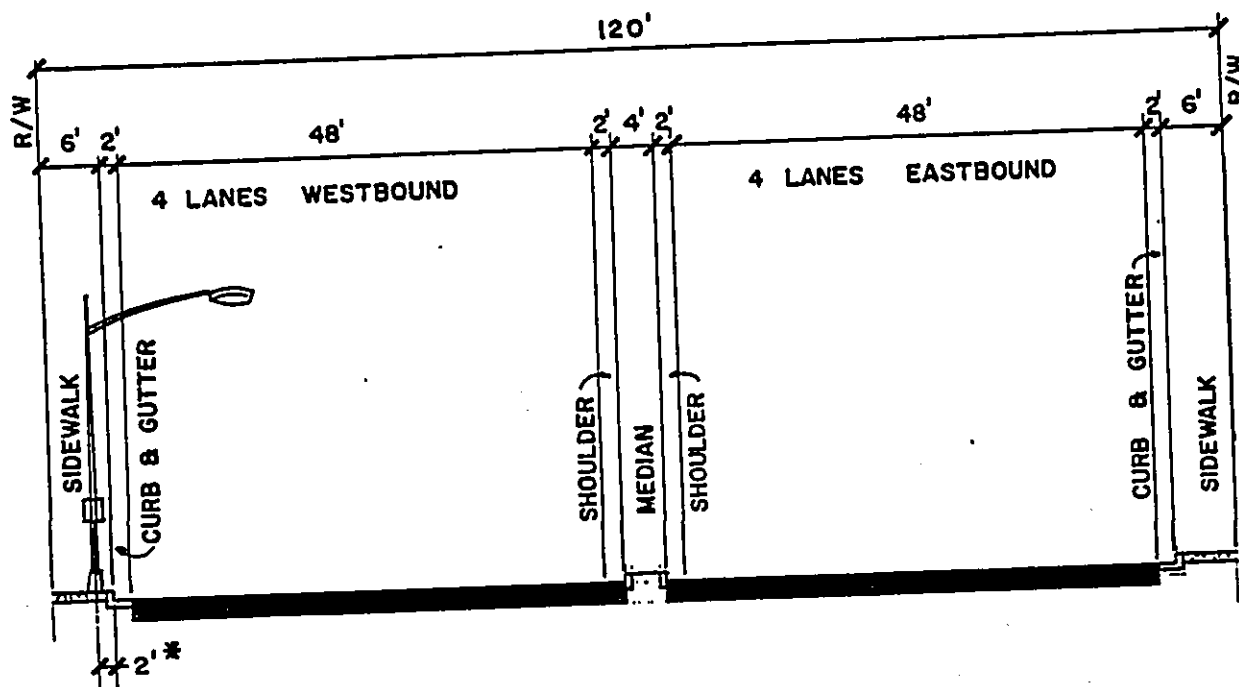 120'
R/W
R/W
6' 2' 48' 2' 4' 2' 48' 2' 6'
4 LANES WESTBOUND
4 LANES EASTBOUND
SIDEWALK
CURB & GUTTER
SHOULDER
MEDIAN
SHOULDER
CURB & GUTTER
SIDEWALK
2' *